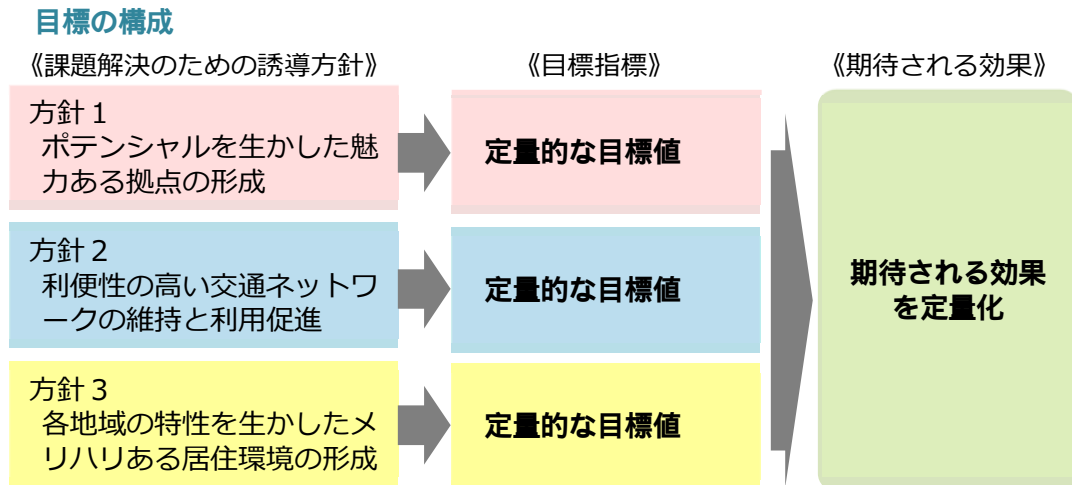 目標の構成
《課題解決のための誘導方針》
《目標指標》
《期待される効果》
方針1
ポテンシャルを生かした魅
力ある拠点の形成
定量的な目標値
方針2
利便性の高い交通ネットワ
ークの維持と利用促進
定量的な目標値
方針3
各地域の特性を生かしたメ
リハリある居住環境の形成
定量的な目標値
期待される効果
を定量化